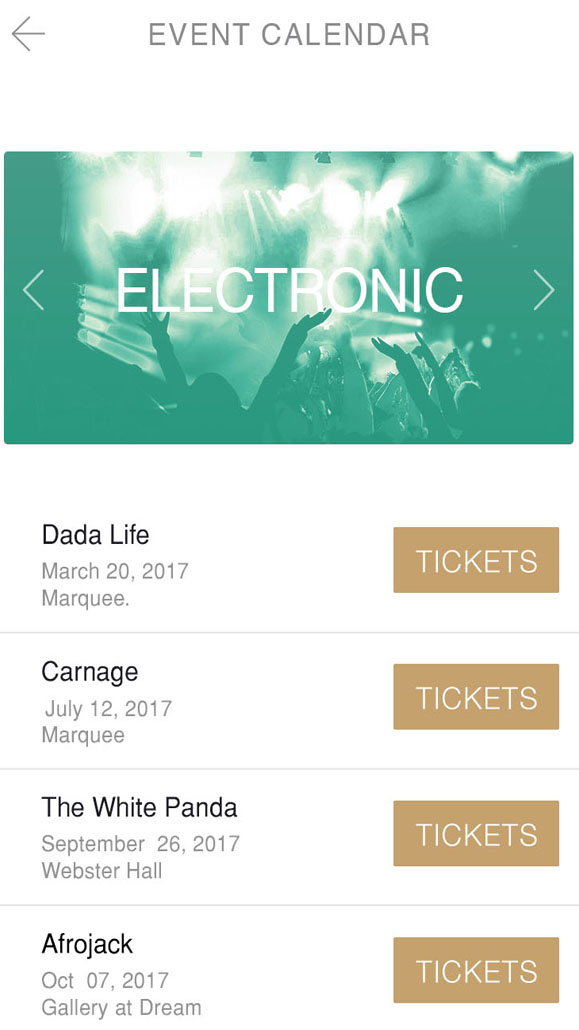 EVENT CALENDAR
ELECTRONIC
Dada Life
March 20, 2017
Marquee.
TICKETS
Carnage
July 12, 2017
Marquee
TICKETS
The White Panda
September  26, 2017
Webster Hall
TICKETS
Afrojack
Oct  07, 2017
Gallery at Dream
TICKETS